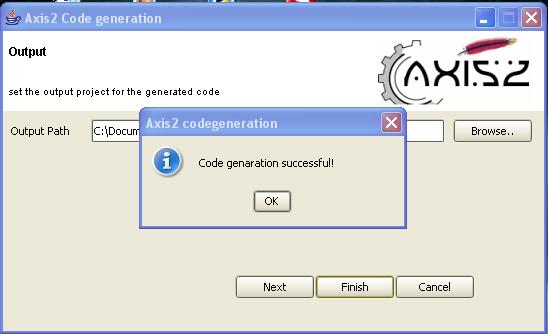 Axis2 Code generation
Output
AXIS2
set the output project for the generated code
Output Path
C:\Docum
Browse..
Axis2 codegeneration
Code genaration successful!
OK
Next
Finish
Cancel